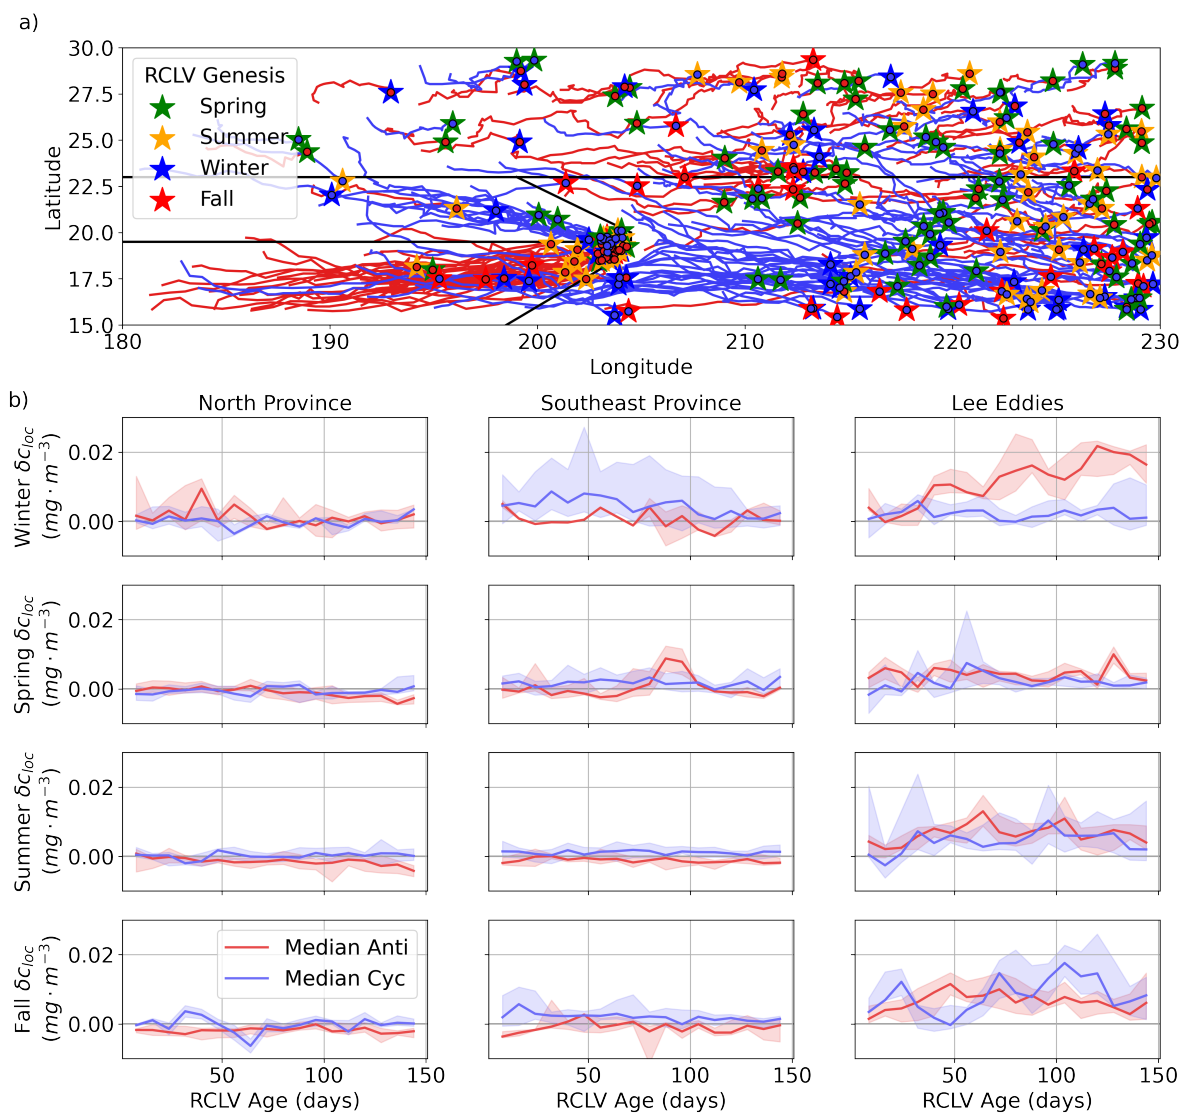 a)
RCLV Genesis
Spring
Summer
Winter
Fall
30.0
27.5
25.0
22.5
20.0
17.5
15.0
Latitude
180 190 200 210 220 230
Longitude
b)
North Province Southeast Province Lee Eddies
Winter δc_loc
(mg · m⁻³)
0.02
0.00
Spring δc_loc
(mg · m⁻³)
0.02
0.00
Summer δc_loc
(mg · m⁻³)
0.02
0.00
Fall δc_loc
(mg · m⁻³)
0.02
0.00
Median Anti
Median Cyc
50 100 150 50 100 150 50 100 150
RCLV Age (days) RCLV Age (days) RCLV Age (days)